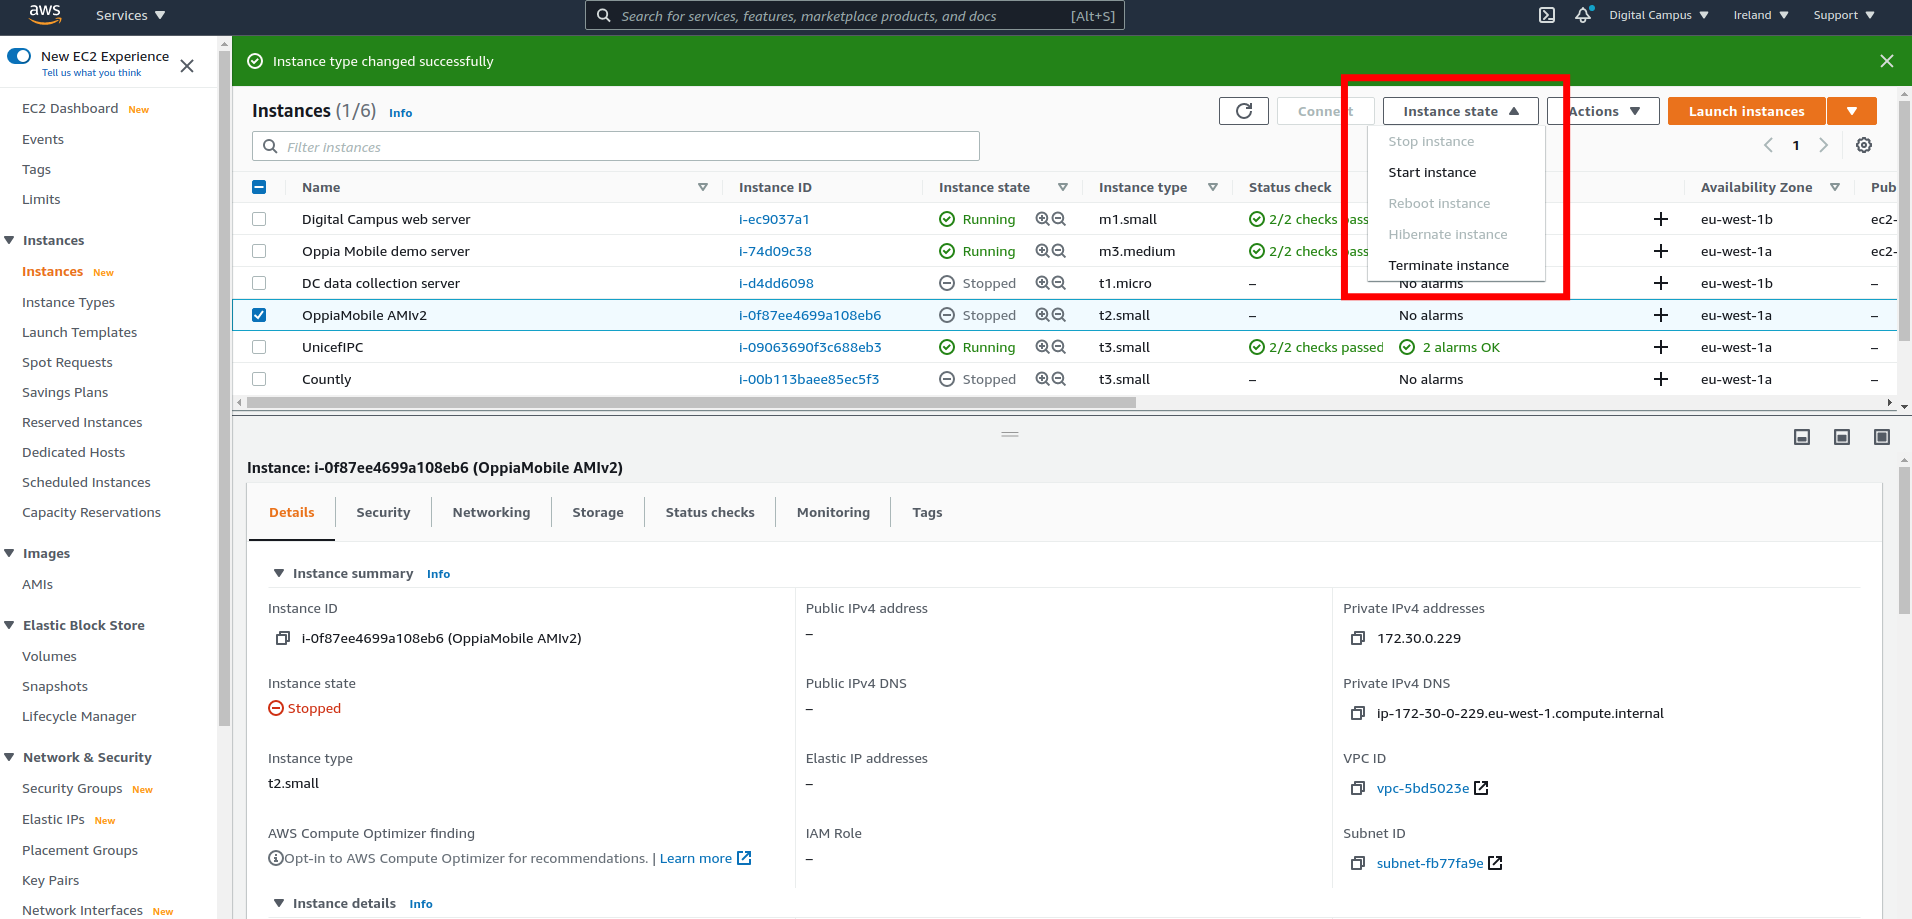 aws Services Search for services, features, marketplace products, and docs [Alt+S] Digital Campus Ireland Support
New EC2 Experience
Tell us what you think
EC2 Dashboard New
Events
Tags
Limits
Instances
Instances New
Instance Types
Launch Templates
Spot Requests
Savings Plans
Reserved Instances
Dedicated Hosts
Scheduled Instances
Capacity Reservations
Images
AMIs
Elastic Block Store
Volumes
Snapshots
Lifecycle Manager
Network & Security
Security Groups New
Elastic IPs New
Placement Groups
Key Pairs
Network Interfaces New
Instance type changed successfully
Instances (1/6) Info Connect Instance state Actions Launch instances
Filter instances 1
Stop instance
Start instance
Reboot instance
Hibernate instance
Terminate instance
Name Instance ID Instance state Instance type Status check Availability Zone Pub
Digital Campus web server i-ec9037a1 Running m1.small 2/2 checks pass eu-west-1b ec2-
Oppia Mobile demo server i-74d09c38 Running m3.medium 2/2 checks pass eu-west-1a ec2-
DC data collection server i-d4dd6098 Stopped t1.micro – No alarms eu-west-1b –
OppiaMobile AMIv2 i-0f87ee4699a108eb6 Stopped t2.small – No alarms eu-west-1a –
UnicefIPC i-09063690f3c688eb3 Running t3.small 2/2 checks passed 2 alarms OK eu-west-1a –
Countly i-00b113baee85ec5f3 Stopped t3.small – No alarms eu-west-1a –
Instance: i-0f87ee4699a108eb6 (OppiaMobile AMIv2)
Details Security Networking Storage Status checks Monitoring Tags
Instance summary Info
Instance ID Public IPv4 address Private IPv4 addresses
i-0f87ee4699a108eb6 (OppiaMobile AMIv2) – 172.30.0.229
Instance state Public IPv4 DNS Private IPv4 DNS
Stopped – ip-172-30-0-229.eu-west-1.compute.internal
Instance type Elastic IP addresses VPC ID
t2.small – vpc-5bd5023e
AWS Compute Optimizer finding IAM Role Subnet ID
Opt-in to AWS Compute Optimizer for recommendations. | Learn more – subnet-fb77fa9e
Instance details Info